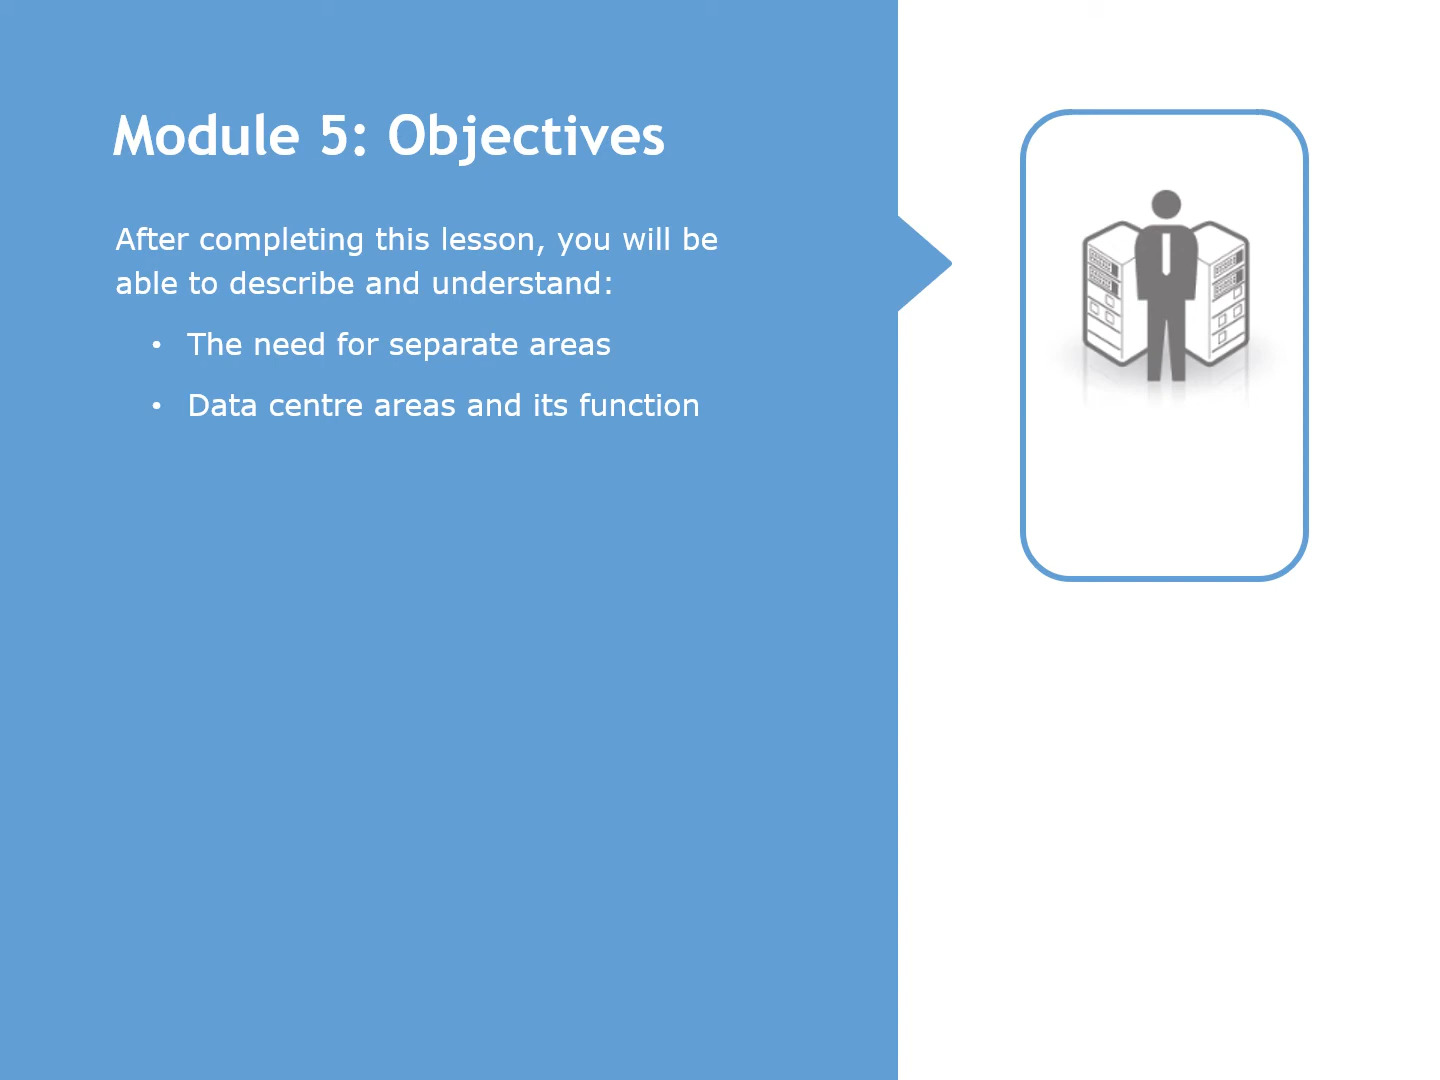 Module 5: Objectives
After completing this lesson, you will be
able to describe and understand:
• The need for separate areas
• Data centre areas and its function